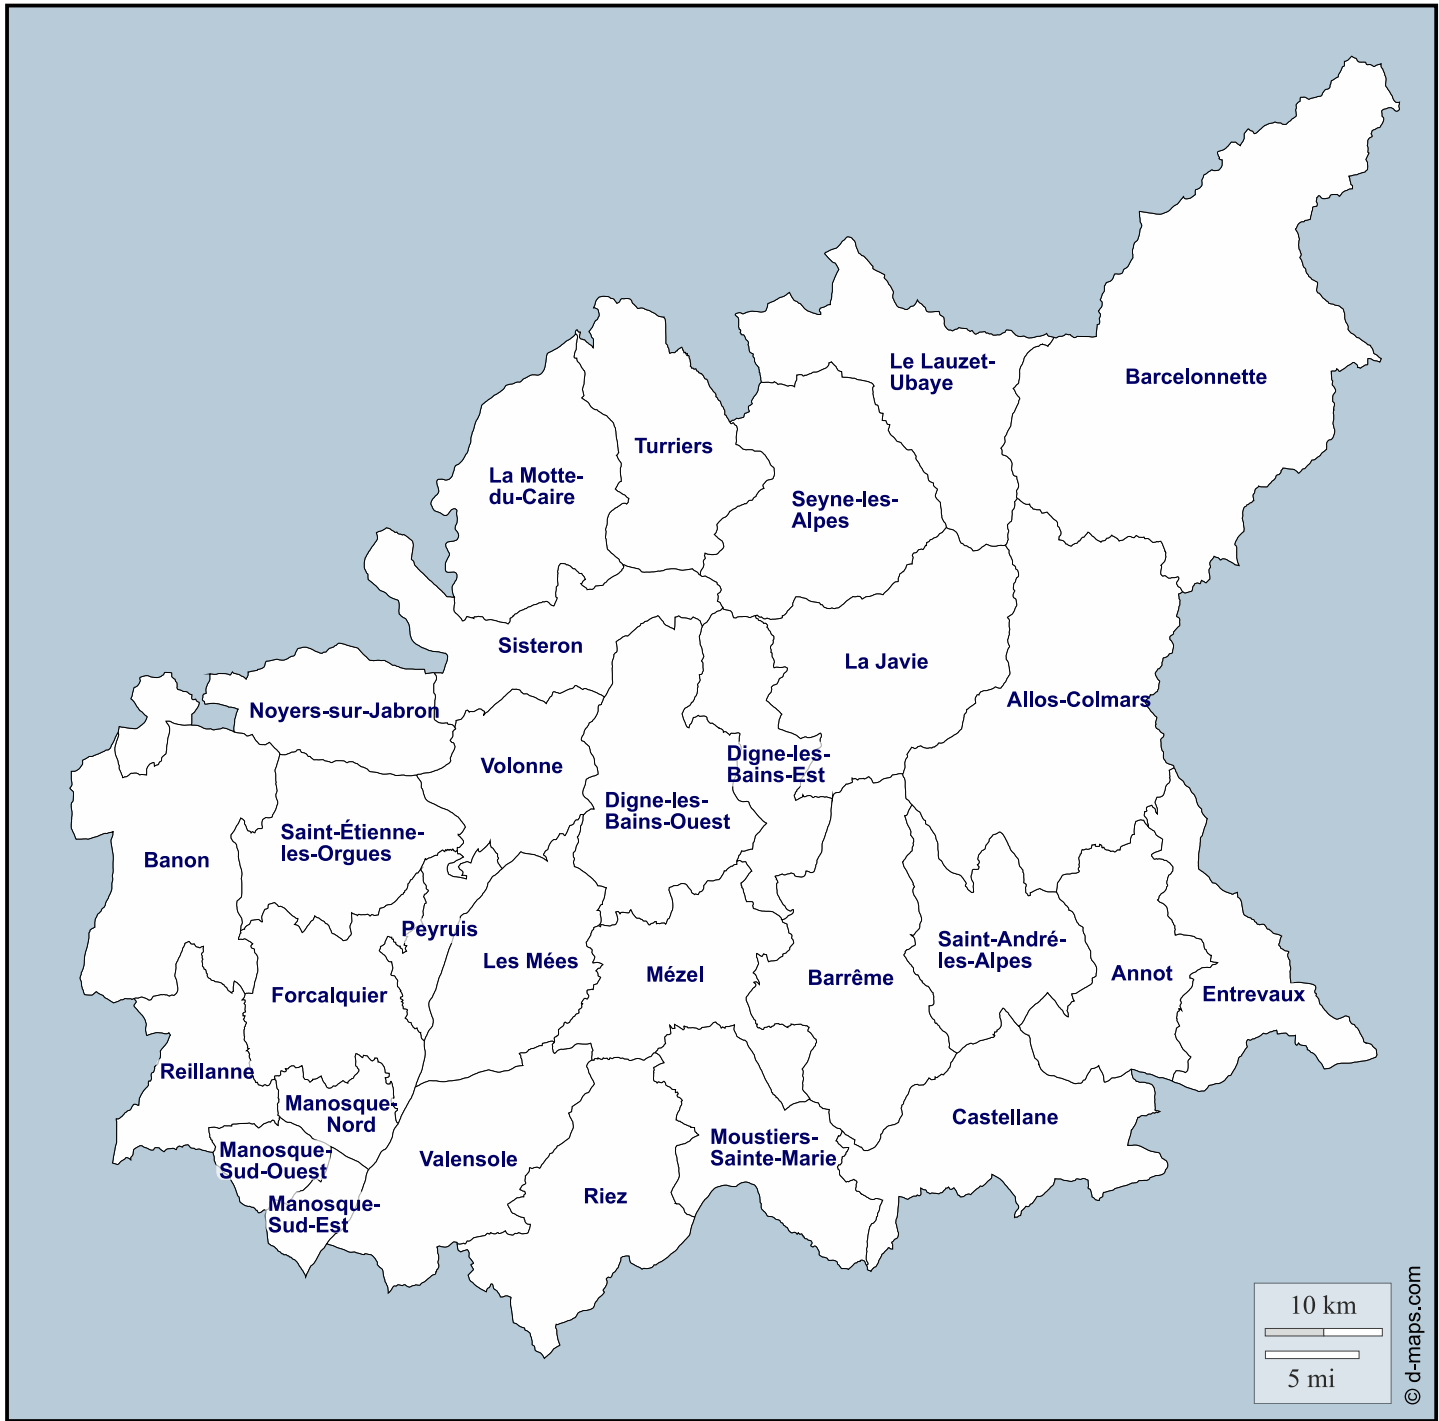 Le Lauzet-
Ubaye
Barcelonnette
Turriers
La Motte-
du-Caire
Seyne-les-
Alpes
Sisteron
La Javie
Allos-Colmars
Noyers-sur-Jabron
Volonne
Digne-les-
Bains-Est
Digne-les-
Bains-Ouest
Saint-Étienne-
les-Orgues
Banon
Peyruis
Les Mées
Mézel
Barrême
Saint-André-
les-Alpes
Annot
Entrevaux
Forcalquier
Reillanne
Manosque-
Nord
Castellane
Manosque-
Sud-Ouest
Valensole
Moustiers-
Sainte-Marie
Riez
Manosque-
Sud-Est
10 km
5 mi
© d-maps.com